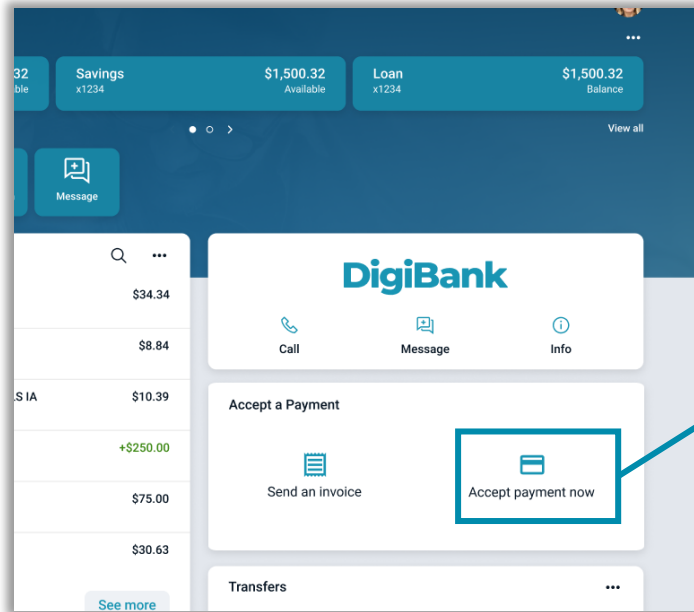 32 Savings $1,500.32 Loan $1,500.32
ble x1234 Available x1234 Balance
View all
Message
DigiBank
$34.34
Call Message Info
$8.84
S IA $10.39
Accept a Payment
+$250.00
Send an invoice Accept payment now
$75.00
$30.63
Transfers
See more